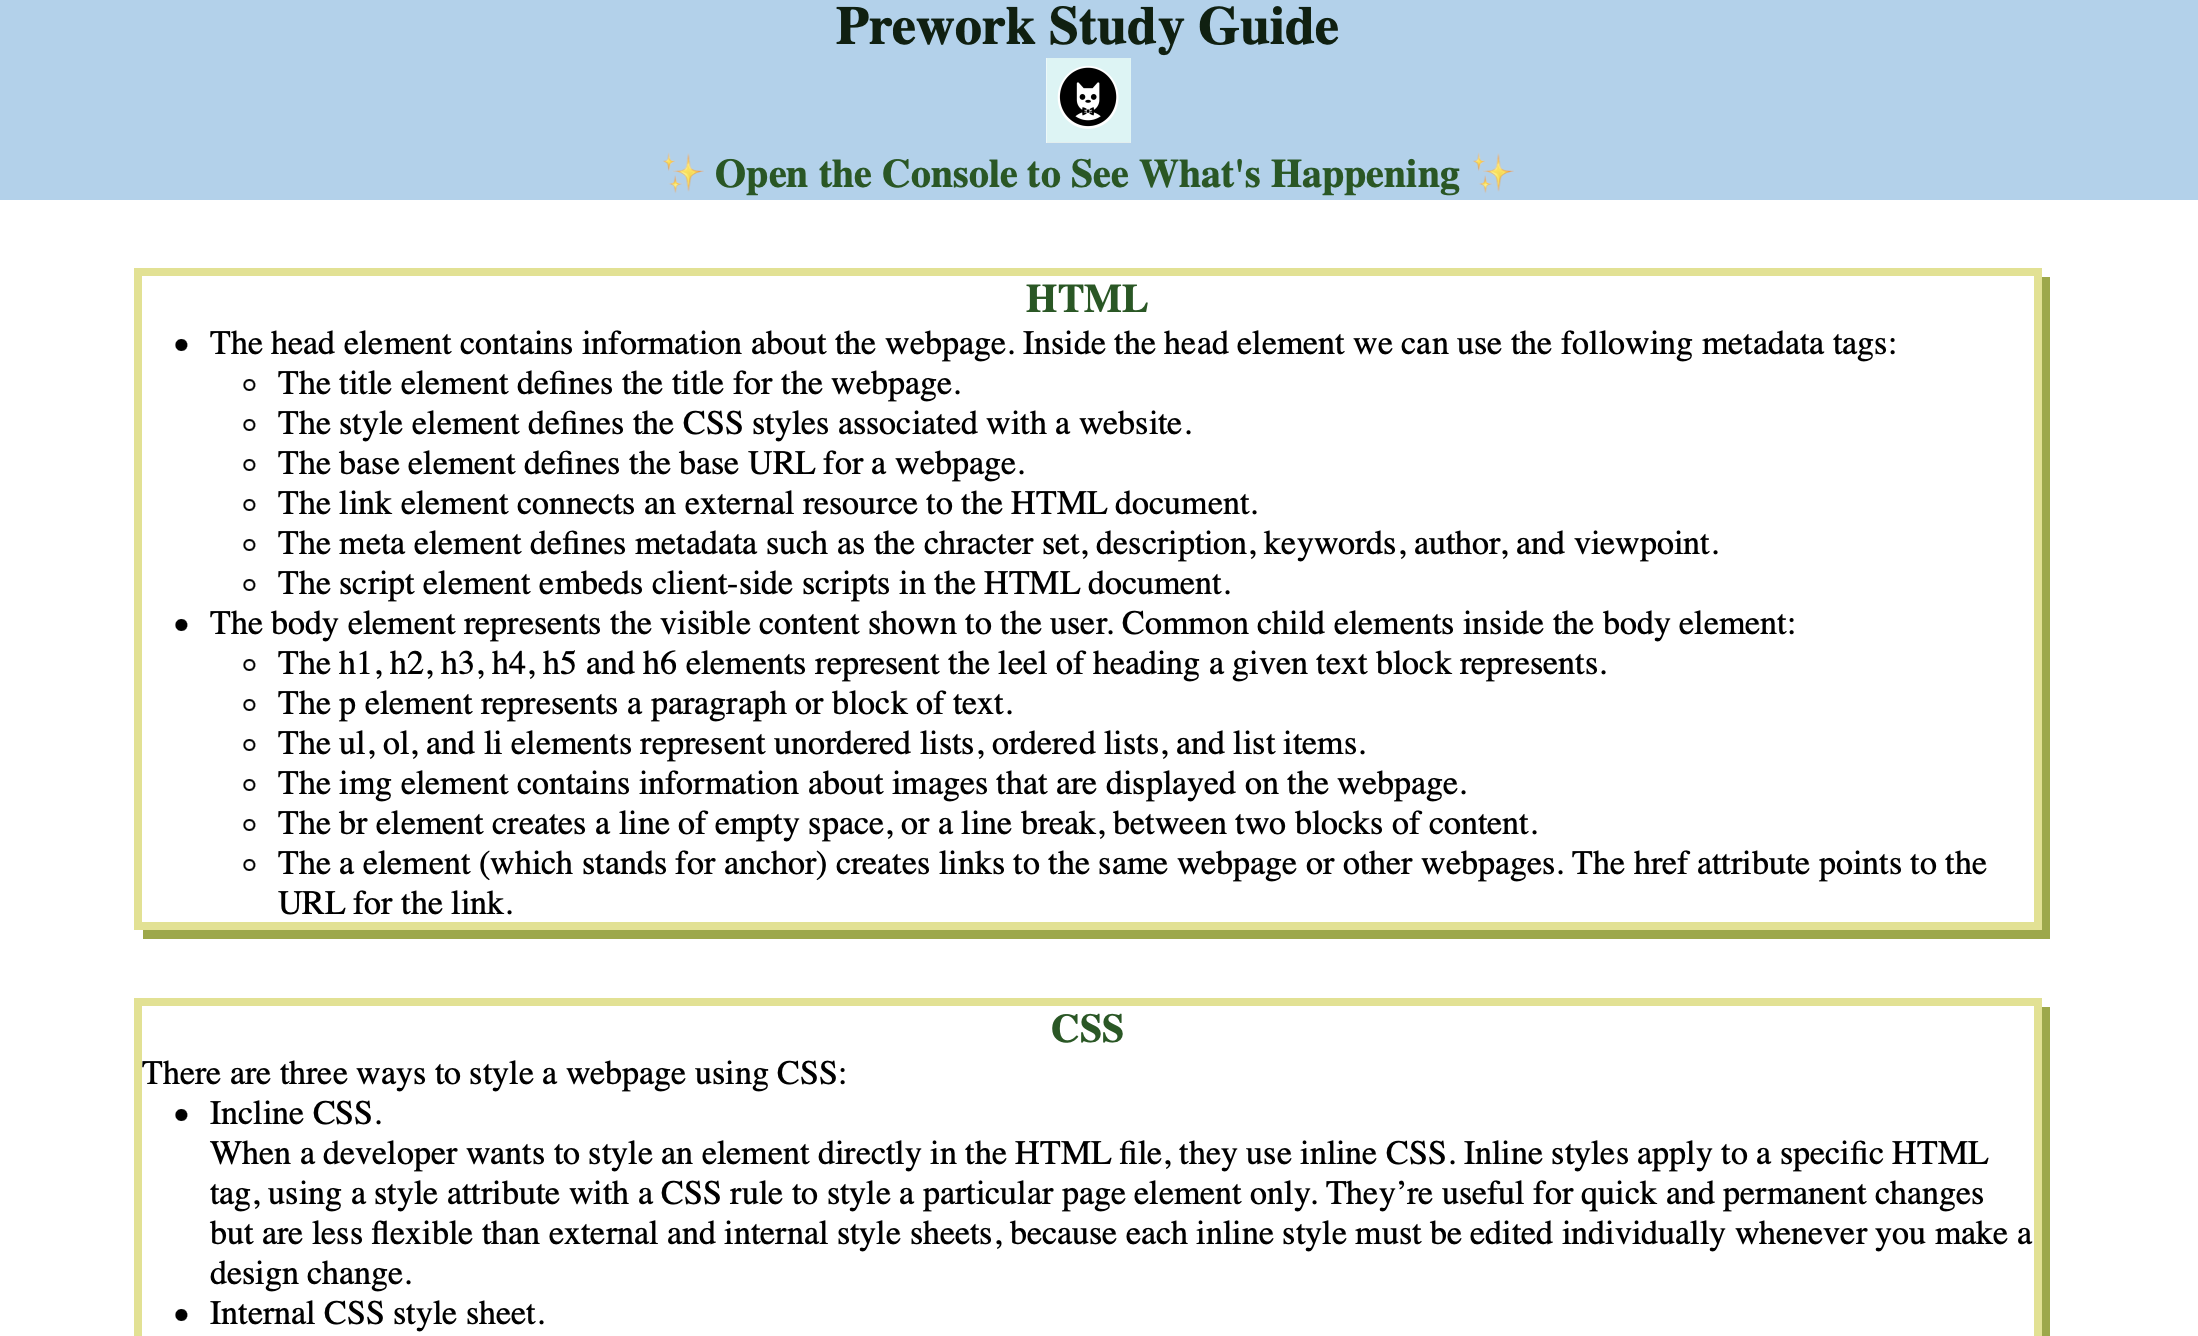 Prework Study Guide
✨ Open the Console to See What's Happening ✨
HTML
• The head element contains information about the webpage. Inside the head element we can use the following metadata tags:
◦ The title element defines the title for the webpage.
◦ The style element defines the CSS styles associated with a website.
◦ The base element defines the base URL for a webpage.
◦ The link element connects an external resource to the HTML document.
◦ The meta element defines metadata such as the chracter set, description, keywords, author, and viewpoint.
◦ The script element embeds client-side scripts in the HTML document.
• The body element represents the visible content shown to the user. Common child elements inside the body element:
◦ The h1, h2, h3, h4, h5 and h6 elements represent the leel of heading a given text block represents.
◦ The p element represents a paragraph or block of text.
◦ The ul, ol, and li elements represent unordered lists, ordered lists, and list items.
◦ The img element contains information about images that are displayed on the webpage.
◦ The br element creates a line of empty space, or a line break, between two blocks of content.
◦ The a element (which stands for anchor) creates links to the same webpage or other webpages. The href attribute points to the
URL for the link.
CSS
There are three ways to style a webpage using CSS:
• Incline CSS.
When a developer wants to style an element directly in the HTML file, they use inline CSS. Inline styles apply to a specific HTML
tag, using a style attribute with a CSS rule to style a particular page element only. They’re useful for quick and permanent changes
but are less flexible than external and internal style sheets, because each inline style must be edited individually whenever you make a
design change.
• Internal CSS style sheet.